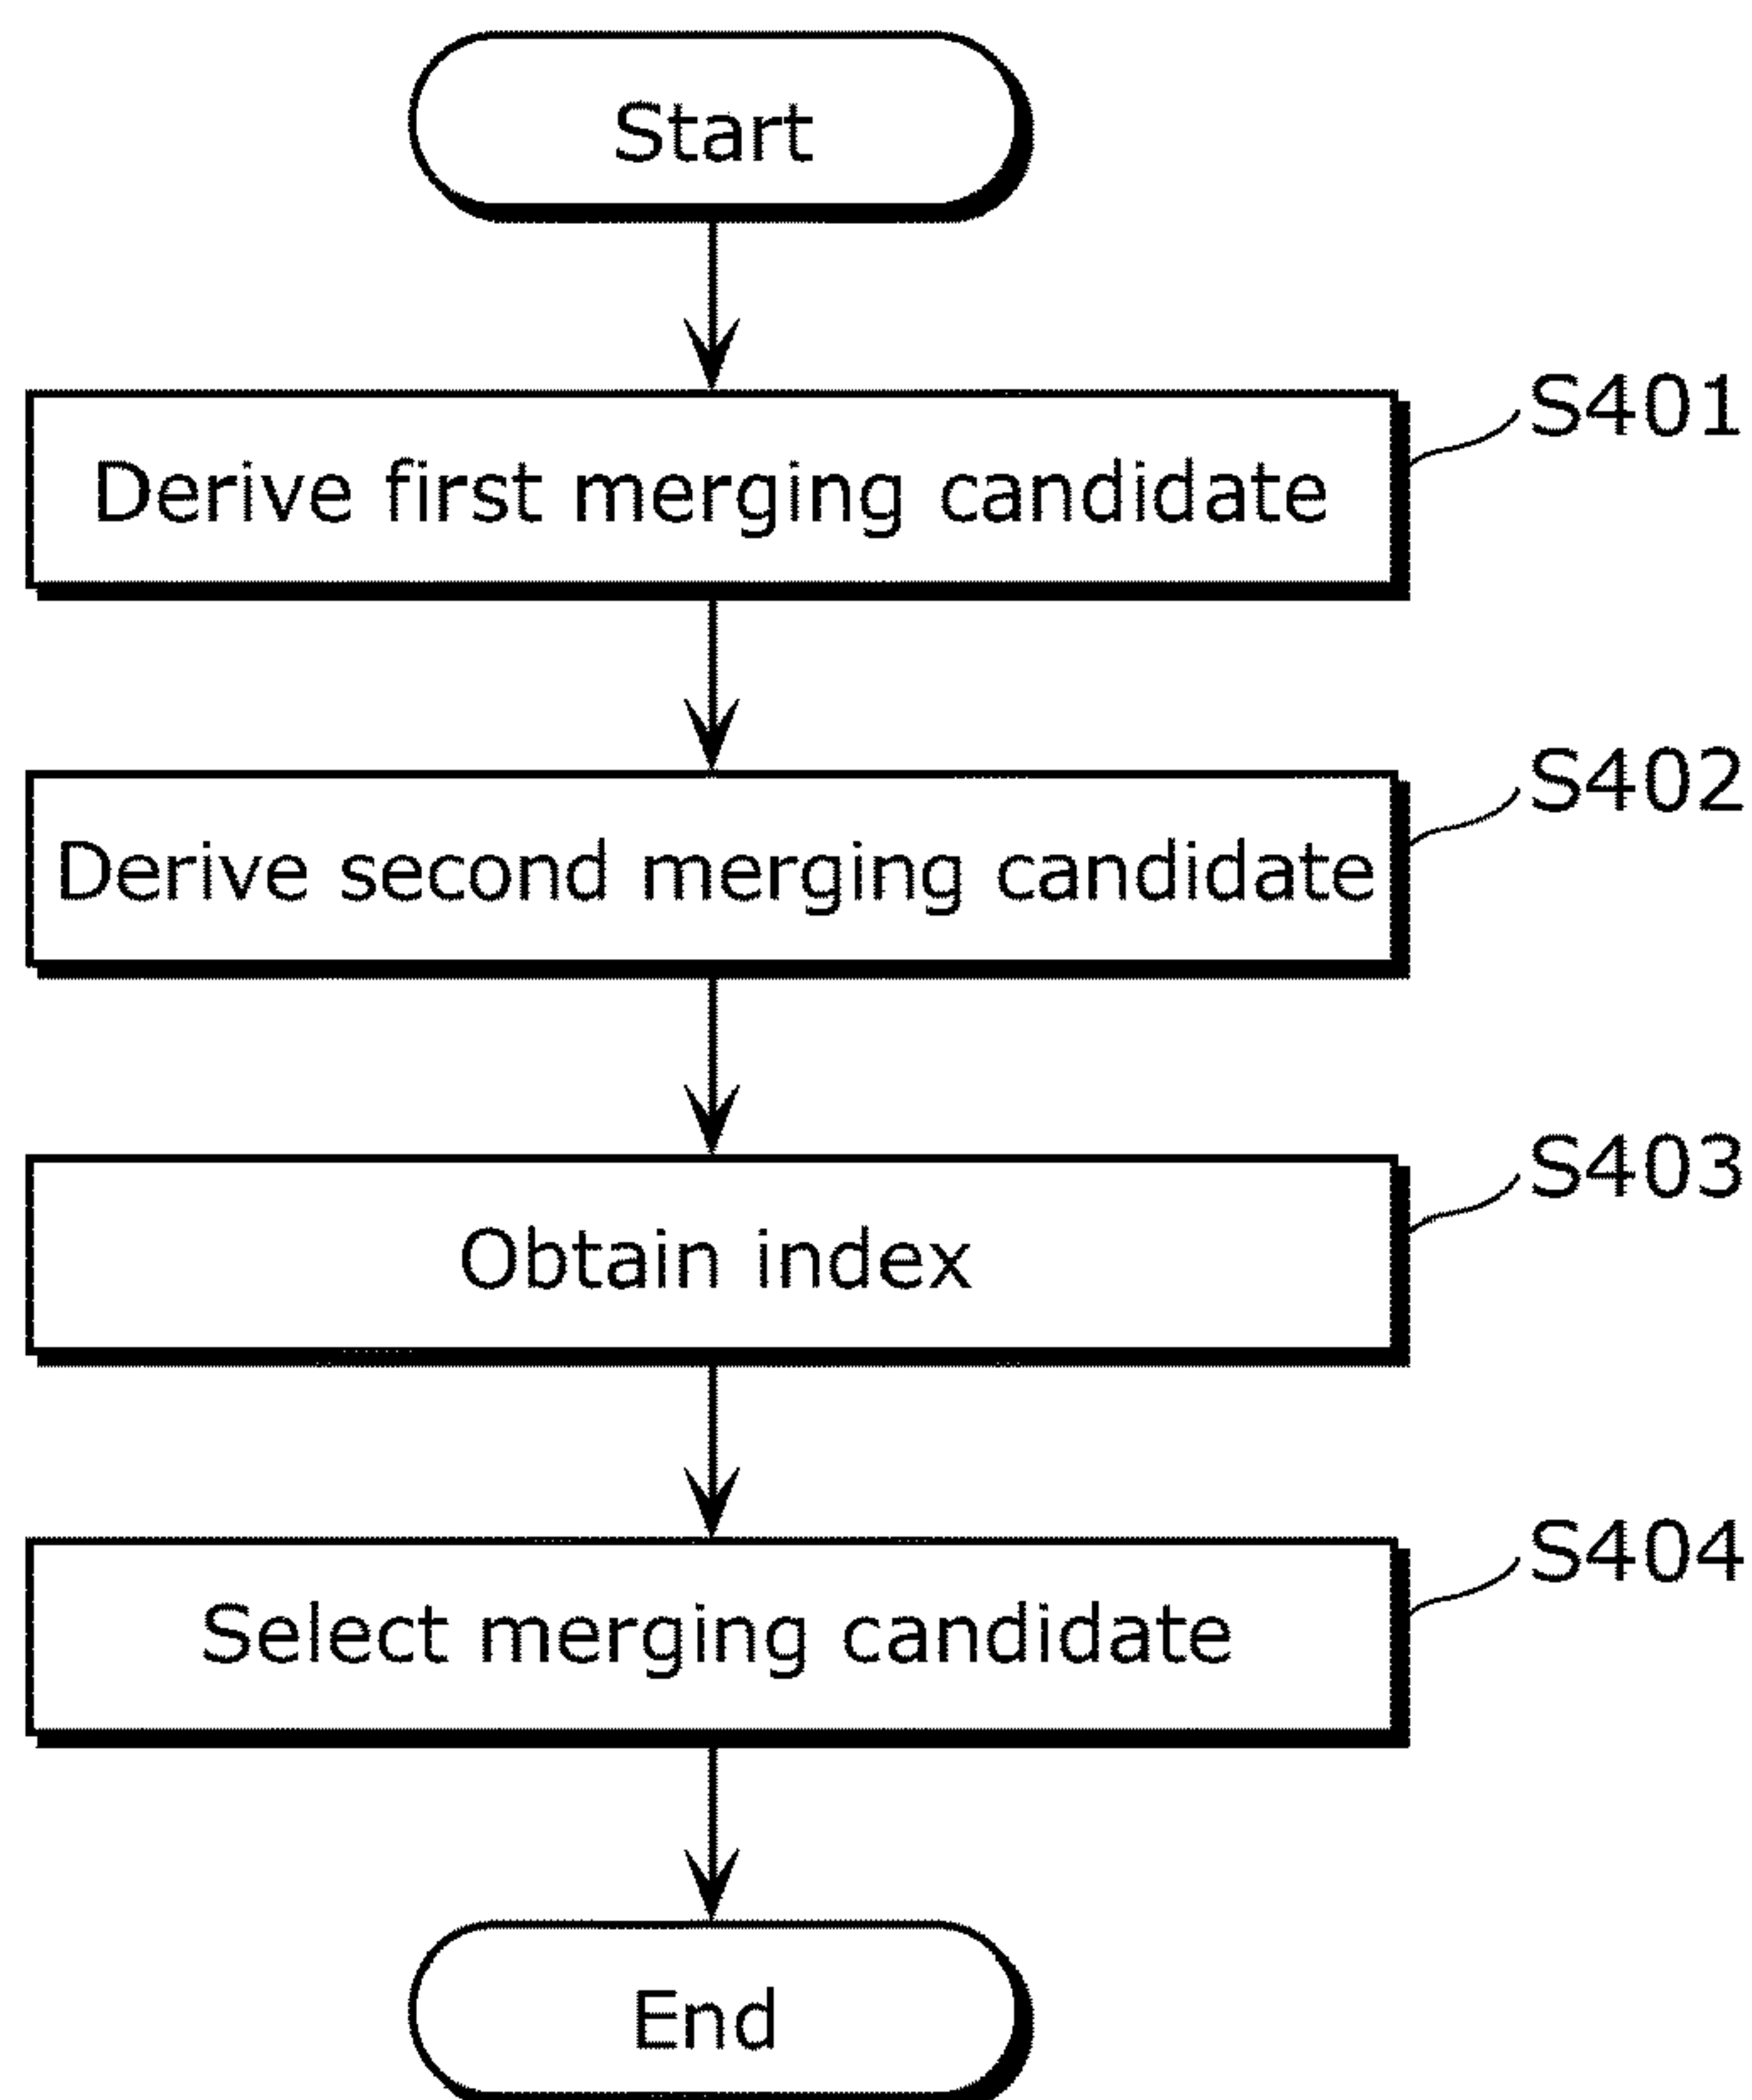 Start
S401
Derive first merging candidate
S402
Derive second merging candidate
S403
Obtain index
S404
Select merging candidate
End